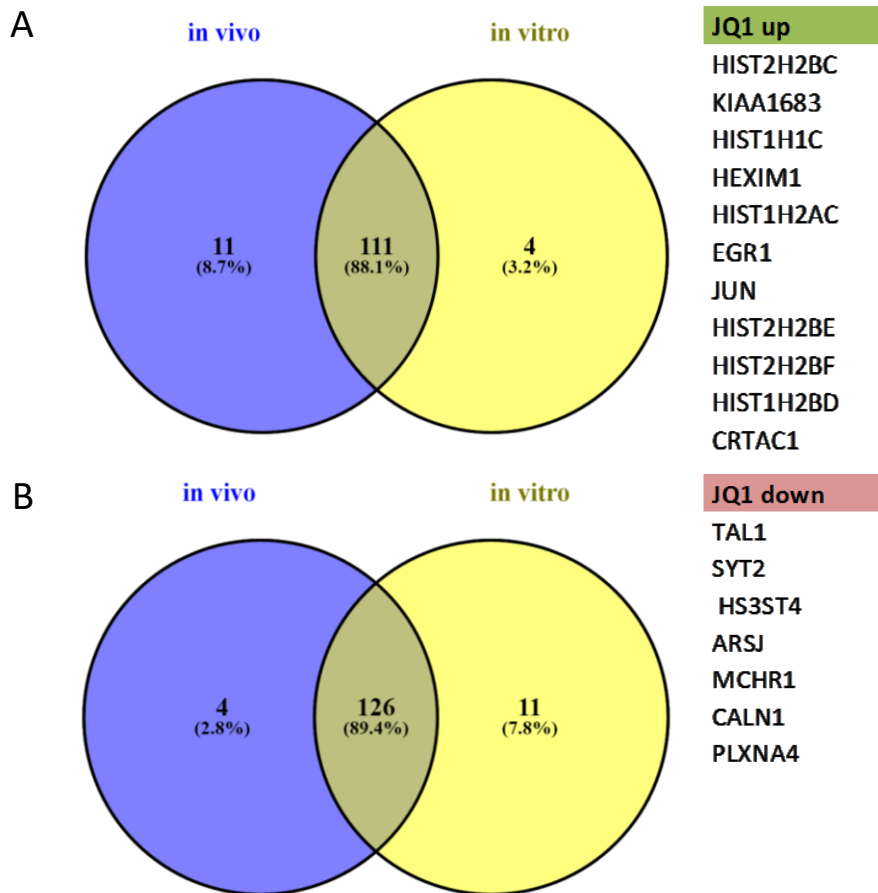 A
in vivo
in vitro
11
(8.7%)
111
(88.1%)
4
(3.2%)
JQ1 up
HIST2H2BC
KIAA1683
HIST1H1C
HEXIM1
HIST1H2AC
EGR1
JUN
HIST2H2BE
HIST2H2BF
HIST1H2BD
CRTAC1
B
in vivo
in vitro
4
(2.8%)
126
(89.4%)
11
(7.8%)
JQ1 down
TAL1
SYT2
HS3ST4
ARSJ
MCHR1
CALN1
PLXNA4